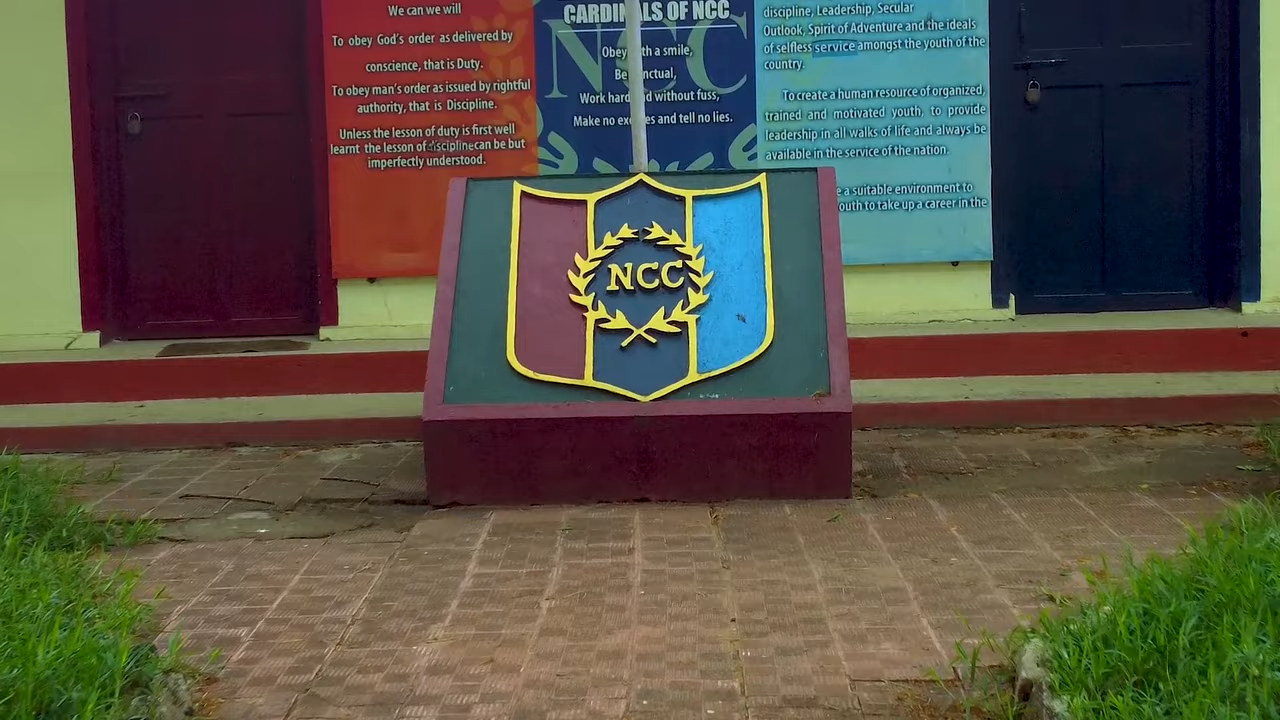 We can we will
To obey God's order as delivered by
conscience, that is Duty.
To obey man's order as issued by rightful
authority, that is Discipline.
Unless the lesson of duty is first well
learnt the lesson of discipline can be but
imperfectly understood.
CARDINALS OF NCC
NCC
Obey with a smile,
Be punctual,
Work hard and without fuss,
Make no excuses and tell no lies.
discipline, Leadership, Secular
Outlook, Spirit of Adventure and the ideals
of selfless service amongst the youth of the
country.
To create a human resource of organized,
trained and motivated youth, to provide
leadership in all walks of life and always be
available in the service of the nation.
e a suitable environment to
outh to take up a career in the
NCC